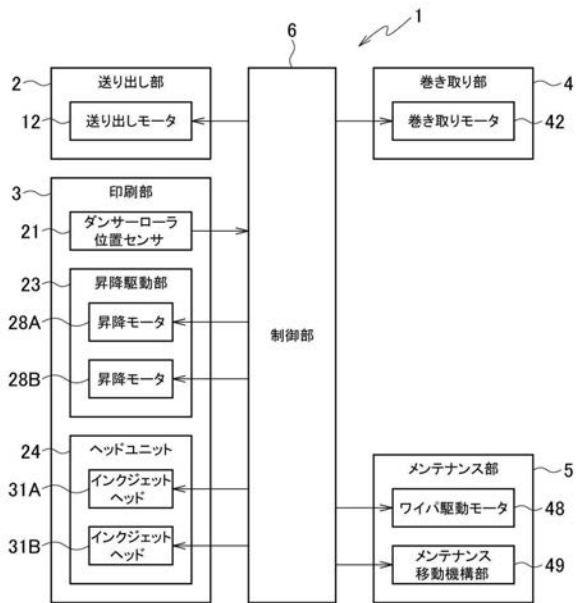 1
6
2
送り出し部
12
送り出しモータ
巻き取り部
4
巻き取りモータ
42
3
印刷部
21
ダンサーローラ
位置センサ
23
昇降駆動部
28A
昇降モータ
28B
昇降モータ
制御部
24
ヘッドユニット
31A
インクジェット
ヘッド
31B
インクジェット
ヘッド
メンテナンス部
5
ワイパ駆動モータ
48
メンテナンス
移動機構部
49